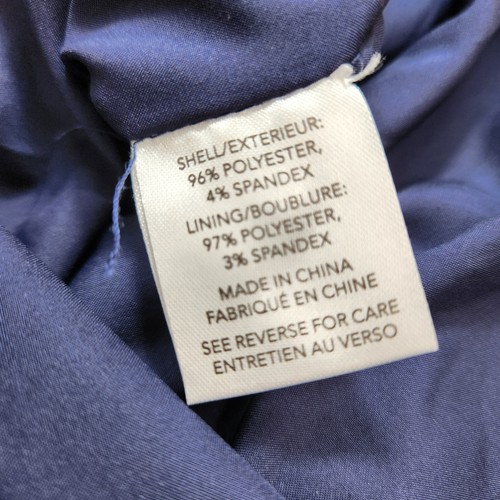 SHELL/EXTERIEUR:
96% POLYESTER,
4% SPANDEX
LINING/BOUBLURE:
97% POLYESTER,
3% SPANDEX
MADE IN CHINA
FABRIQUÉ EN CHINE
SEE REVERSE FOR CARE
ENTRETIEN AU VERSO